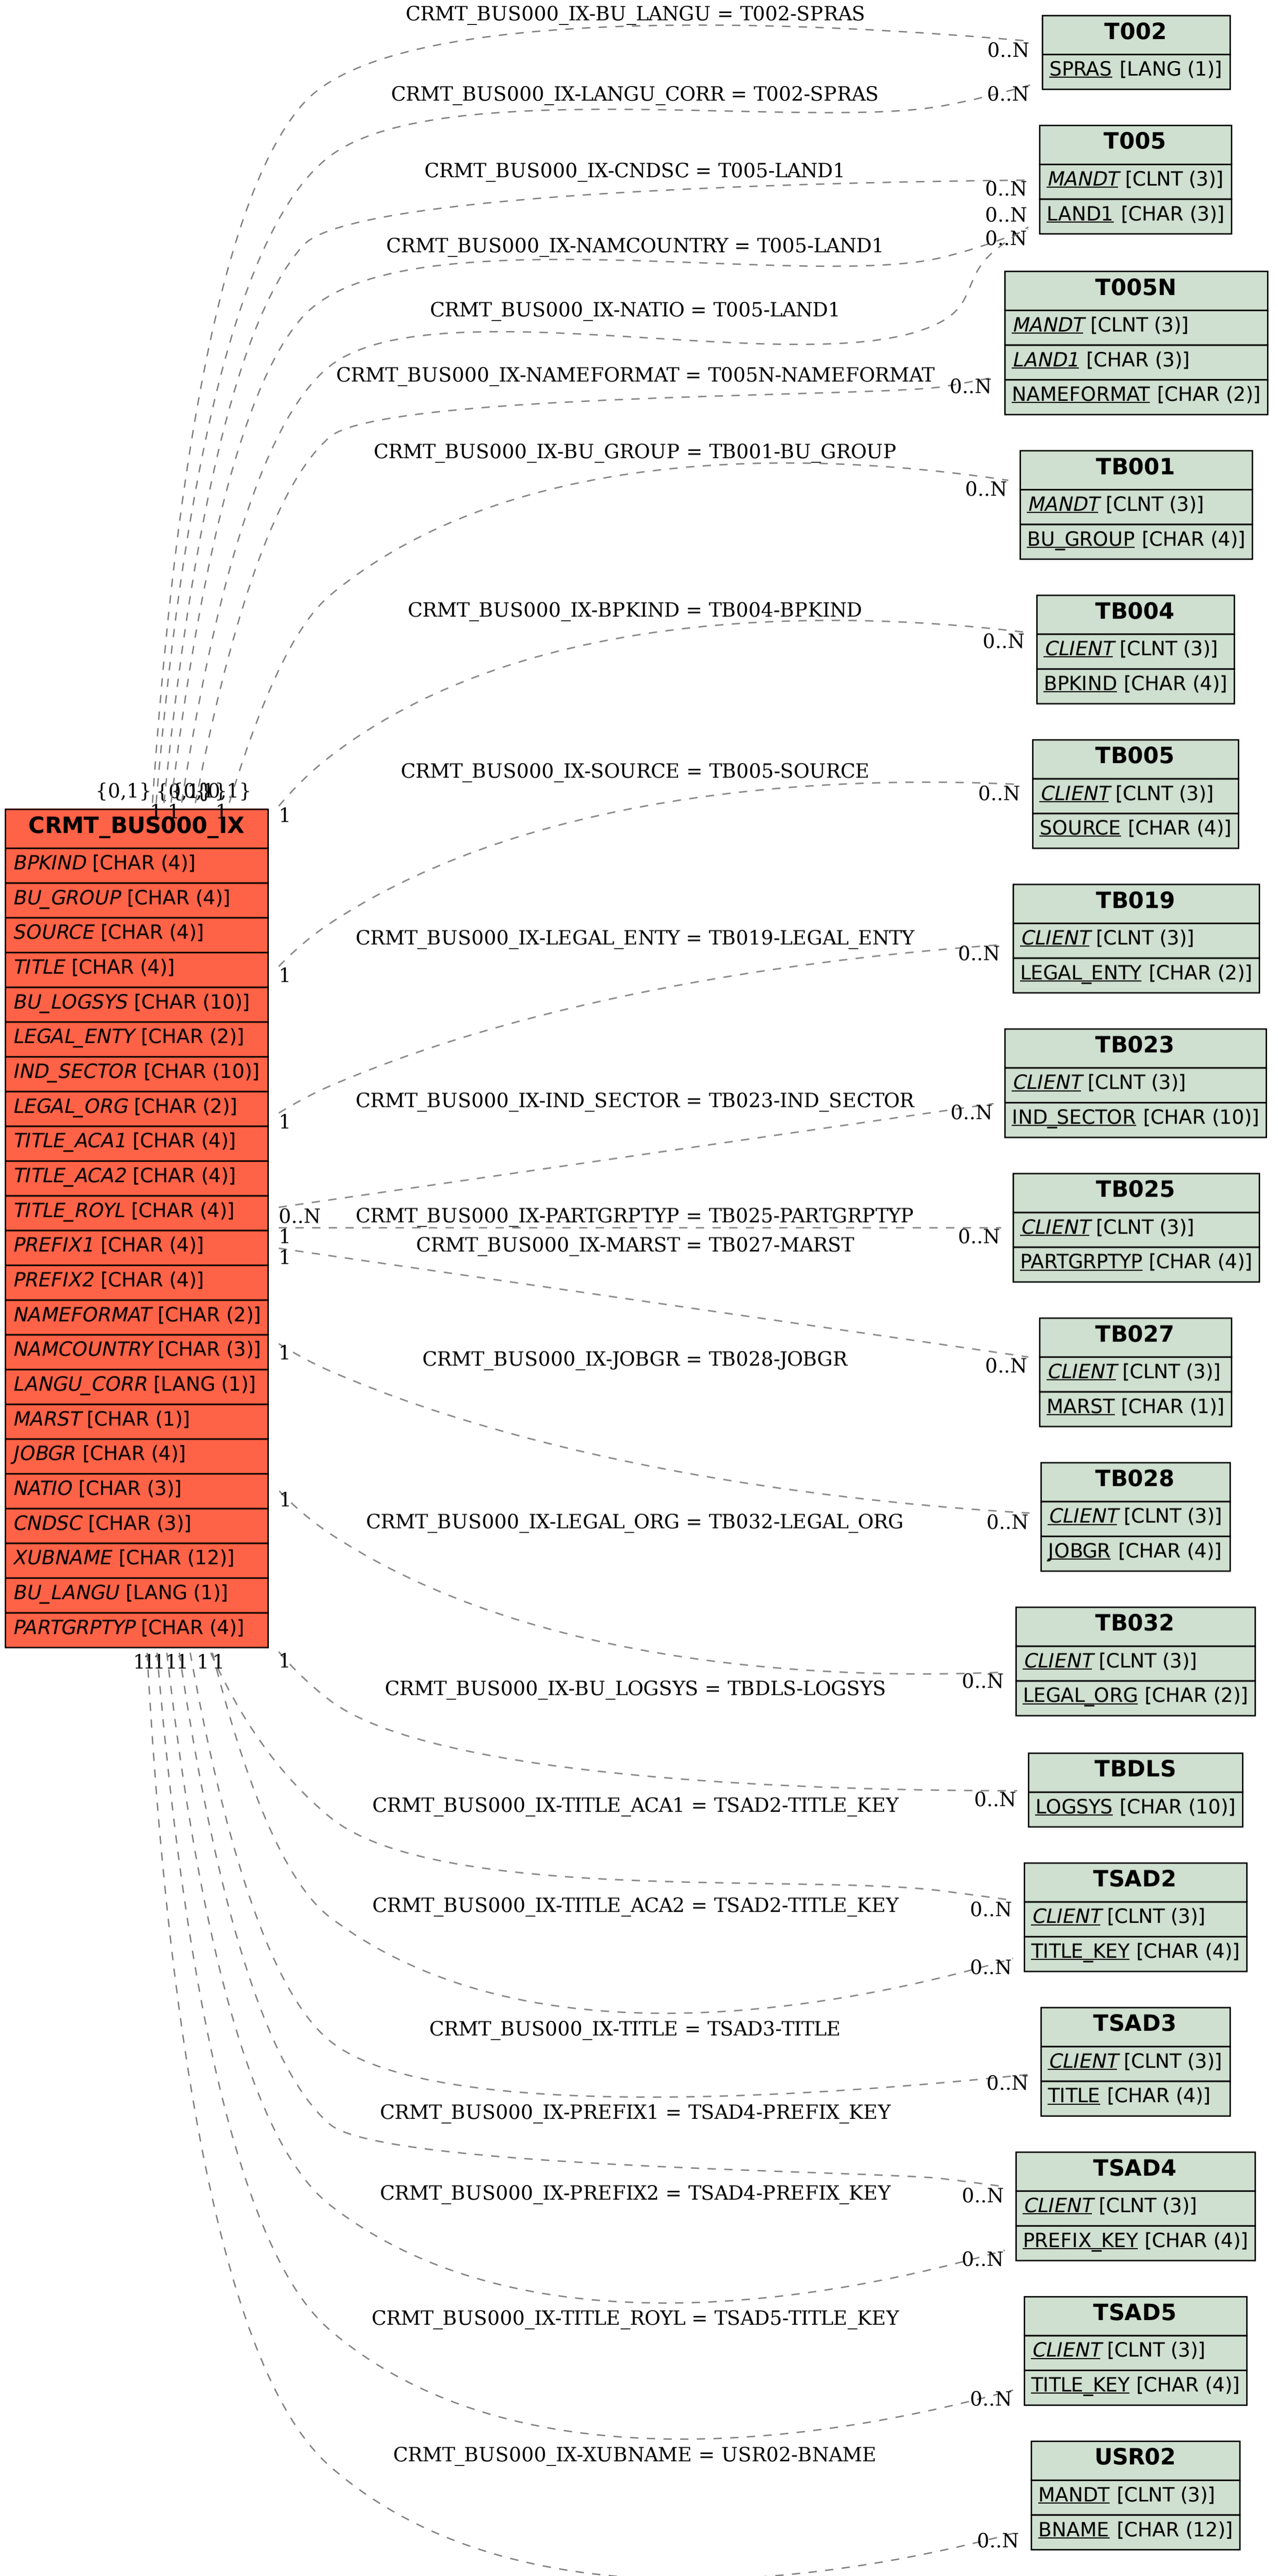 CRMT_BUS000_IX-BU_LANGU = T002-SPRAS
0..N
CRMT_BUS000_IX-LANGU_CORR = T002-SPRAS
0..N
T002
SPRAS [LANG (1)]
CRMT_BUS000_IX-CNDSC = T005-LAND1
0..N
0..N
CRMT_BUS000_IX-NAMCOUNTRY = T005-LAND1
0..N
CRMT_BUS000_IX-NATIO = T005-LAND1
T005
MANDT [CLNT (3)]
LAND1 [CHAR (3)]
CRMT_BUS000_IX-NAMEFORMAT = T005N-NAMEFORMAT
0..N
T005N
MANDT [CLNT (3)]
LAND1 [CHAR (3)]
NAMEFORMAT [CHAR (2)]
CRMT_BUS000_IX-BU_GROUP = TB001-BU_GROUP
0..N
TB001
MANDT [CLNT (3)]
BU_GROUP [CHAR (4)]
CRMT_BUS000_IX-BPKIND = TB004-BPKIND
0..N
TB004
CLIENT [CLNT (3)]
BPKIND [CHAR (4)]
CRMT_BUS000_IX-SOURCE = TB005-SOURCE
0..N
TB005
CLIENT [CLNT (3)]
SOURCE [CHAR (4)]
{0,1}
1
1
1
1
CRMT_BUS000_IX
BPKIND [CHAR (4)]
BU_GROUP [CHAR (4)]
SOURCE [CHAR (4)]
TITLE [CHAR (4)]
BU_LOGSYS [CHAR (10)]
LEGAL_ENTY [CHAR (2)]
IND_SECTOR [CHAR (10)]
LEGAL_ORG [CHAR (2)]
TITLE_ACA1 [CHAR (4)]
TITLE_ACA2 [CHAR (4)]
TITLE_ROYL [CHAR (4)]
PREFIX1 [CHAR (4)]
PREFIX2 [CHAR (4)]
NAMEFORMAT [CHAR (2)]
NAMCOUNTRY [CHAR (3)]
LANGU_CORR [LANG (1)]
MARST [CHAR (1)]
JOBGR [CHAR (4)]
NATIO [CHAR (3)]
CNDSC [CHAR (3)]
XUBNAME [CHAR (12)]
BU_LANGU [LANG (1)]
PARTGRPTYP [CHAR (4)]
1
CRMT_BUS000_IX-LEGAL_ENTY = TB019-LEGAL_ENTY
0..N
1
TB019
CLIENT [CLNT (3)]
LEGAL_ENTY [CHAR (2)]
CRMT_BUS000_IX-IND_SECTOR = TB023-IND_SECTOR
0..N
0..N
TB023
CLIENT [CLNT (3)]
IND_SECTOR [CHAR (10)]
CRMT_BUS000_IX-PARTGRPTYP = TB025-PARTGRPTYP
1
0..N
TB025
CLIENT [CLNT (3)]
PARTGRPTYP [CHAR (4)]
CRMT_BUS000_IX-MARST = TB027-MARST
1
0..N
TB027
CLIENT [CLNT (3)]
MARST [CHAR (1)]
1
CRMT_BUS000_IX-JOBGR = TB028-JOBGR
0..N
TB028
CLIENT [CLNT (3)]
JOBGR [CHAR (4)]
1
CRMT_BUS000_IX-LEGAL_ORG = TB032-LEGAL_ORG
0..N
TB032
CLIENT [CLNT (3)]
LEGAL_ORG [CHAR (2)]
1
CRMT_BUS000_IX-BU_LOGSYS = TBDLS-LOGSYS
0..N
TBDLS
LOGSYS [CHAR (10)]
1 1 1 1 1 1 1
CRMT_BUS000_IX-TITLE_ACA1 = TSAD2-TITLE_KEY
0..N
CRMT_BUS000_IX-TITLE_ACA2 = TSAD2-TITLE_KEY
0..N
TSAD2
CLIENT [CLNT (3)]
TITLE_KEY [CHAR (4)]
CRMT_BUS000_IX-TITLE = TSAD3-TITLE
0..N
TSAD3
CLIENT [CLNT (3)]
TITLE [CHAR (4)]
CRMT_BUS000_IX-PREFIX1 = TSAD4-PREFIX_KEY
0..N
CRMT_BUS000_IX-PREFIX2 = TSAD4-PREFIX_KEY
0..N
TSAD4
CLIENT [CLNT (3)]
PREFIX_KEY [CHAR (4)]
CRMT_BUS000_IX-TITLE_ROYL = TSAD5-TITLE_KEY
0..N
TSAD5
CLIENT [CLNT (3)]
TITLE_KEY [CHAR (4)]
CRMT_BUS000_IX-XUBNAME = USR02-BNAME
0..N
USR02
MANDT [CLNT (3)]
BNAME [CHAR (12)]